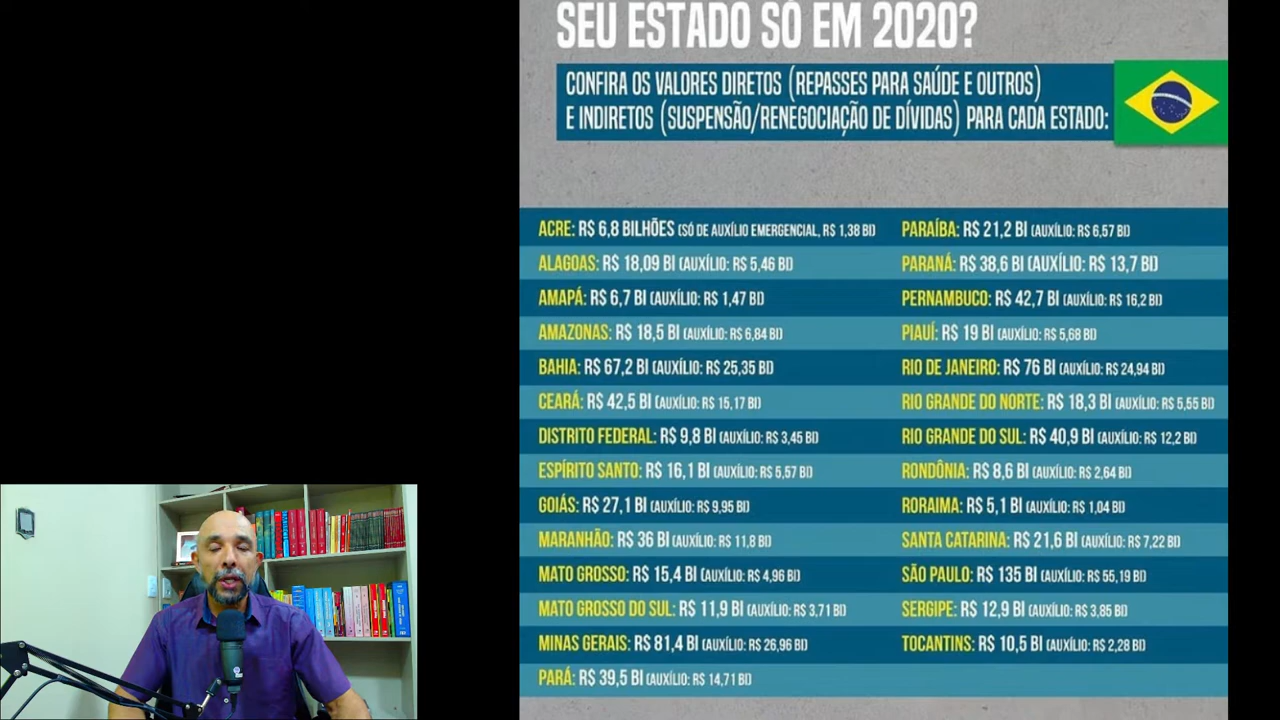 SEU ESTADO SÓ EM 2020?
CONFIRA OS VALORES DIRETOS (REPASSES PARA SAÚDE E OUTROS)
E INDIRETOS (SUSPENSÃO/RENEGOCIAÇÃO DE DÍVIDAS) PARA CADA ESTADO:
ACRE: R$ 6,8 BILHÕES (SÓ DE AUXÍLIO EMERGENCIAL, R$ 1,38 BI)
ALAGOAS: R$ 18,09 BI (AUXÍLIO: R$ 5,46 BI)
AMAPÁ: R$ 6,7 BI (AUXÍLIO: R$ 1,47 BI)
AMAZONAS: R$ 18,5 BI (AUXÍLIO: R$ 6,84 BI)
BAHIA: R$ 67,2 BI (AUXÍLIO: R$ 25,35 BI)
CEARÁ: R$ 42,5 BI (AUXÍLIO: R$ 15,17 BI)
DISTRITO FEDERAL: R$ 9,8 BI (AUXÍLIO: R$ 3,45 BI)
ESPÍRITO SANTO: R$ 16,1 BI (AUXÍLIO: R$ 5,57 BI)
GOIÁS: R$ 27,1 BI (AUXÍLIO: R$ 9,95 BI)
MARANHÃO: R$ 36 BI (AUXÍLIO: R$ 11,8 BI)
MATO GROSSO: R$ 15,4 BI (AUXÍLIO: R$ 4,96 BI)
MATO GROSSO DO SUL: R$ 11,9 BI (AUXÍLIO: R$ 3,71 BI)
MINAS GERAIS: R$ 81,4 BI (AUXÍLIO: R$ 26,96 BI)
PARÁ: R$ 39,5 BI (AUXÍLIO: R$ 14,71 BI)
PARAÍBA: R$ 21,2 BI (AUXÍLIO: R$ 6,57 BI)
PARANÁ: R$ 38,6 BI (AUXÍLIO: R$ 13,7 BI)
PERNAMBUCO: R$ 42,7 BI (AUXÍLIO: R$ 16,2 BI)
PIAUÍ: R$ 19 BI (AUXÍLIO: R$ 5,68 BI)
RIO DE JANEIRO: R$ 76 BI (AUXÍLIO: R$ 24,94 BI)
RIO GRANDE DO NORTE: R$ 18,3 BI (AUXÍLIO: R$ 5,55 BI)
RIO GRANDE DO SUL: R$ 40,9 BI (AUXÍLIO: R$ 12,2 BI)
RONDÔNIA: R$ 8,6 BI (AUXÍLIO: R$ 2,64 BI)
RORAIMA: R$ 5,1 BI (AUXÍLIO: R$ 1,04 BI)
SANTA CATARINA: R$ 21,6 BI (AUXÍLIO: R$ 7,22 BI)
SÃO PAULO: R$ 135 BI (AUXÍLIO: R$ 55,19 BI)
SERGIPE: R$ 12,9 BI (AUXÍLIO: R$ 3,85 BI)
TOCANTINS: R$ 10,5 BI (AUXÍLIO: R$ 2,28 BI)